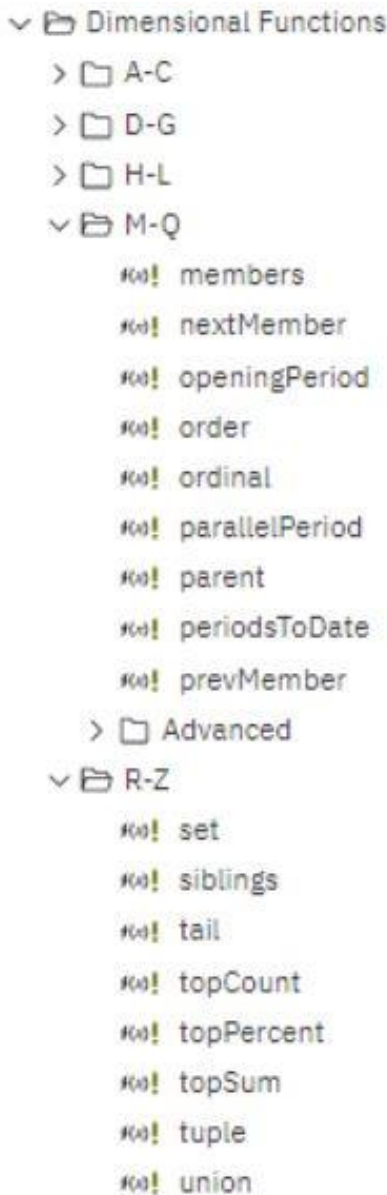 Dimensional Functions
A-C
D-G
H-L
M-Q
f(x)! members
f(x)! nextMember
f(x)! openingPeriod
f(x)! order
f(x)! ordinal
f(x)! parallelPeriod
f(x)! parent
f(x)! periodsToDate
f(x)! prevMember
Advanced
R-Z
f(x)! set
f(x)! siblings
f(x)! tail
f(x)! topCount
f(x)! topPercent
f(x)! topSum
f(x)! tuple
f(x)! union